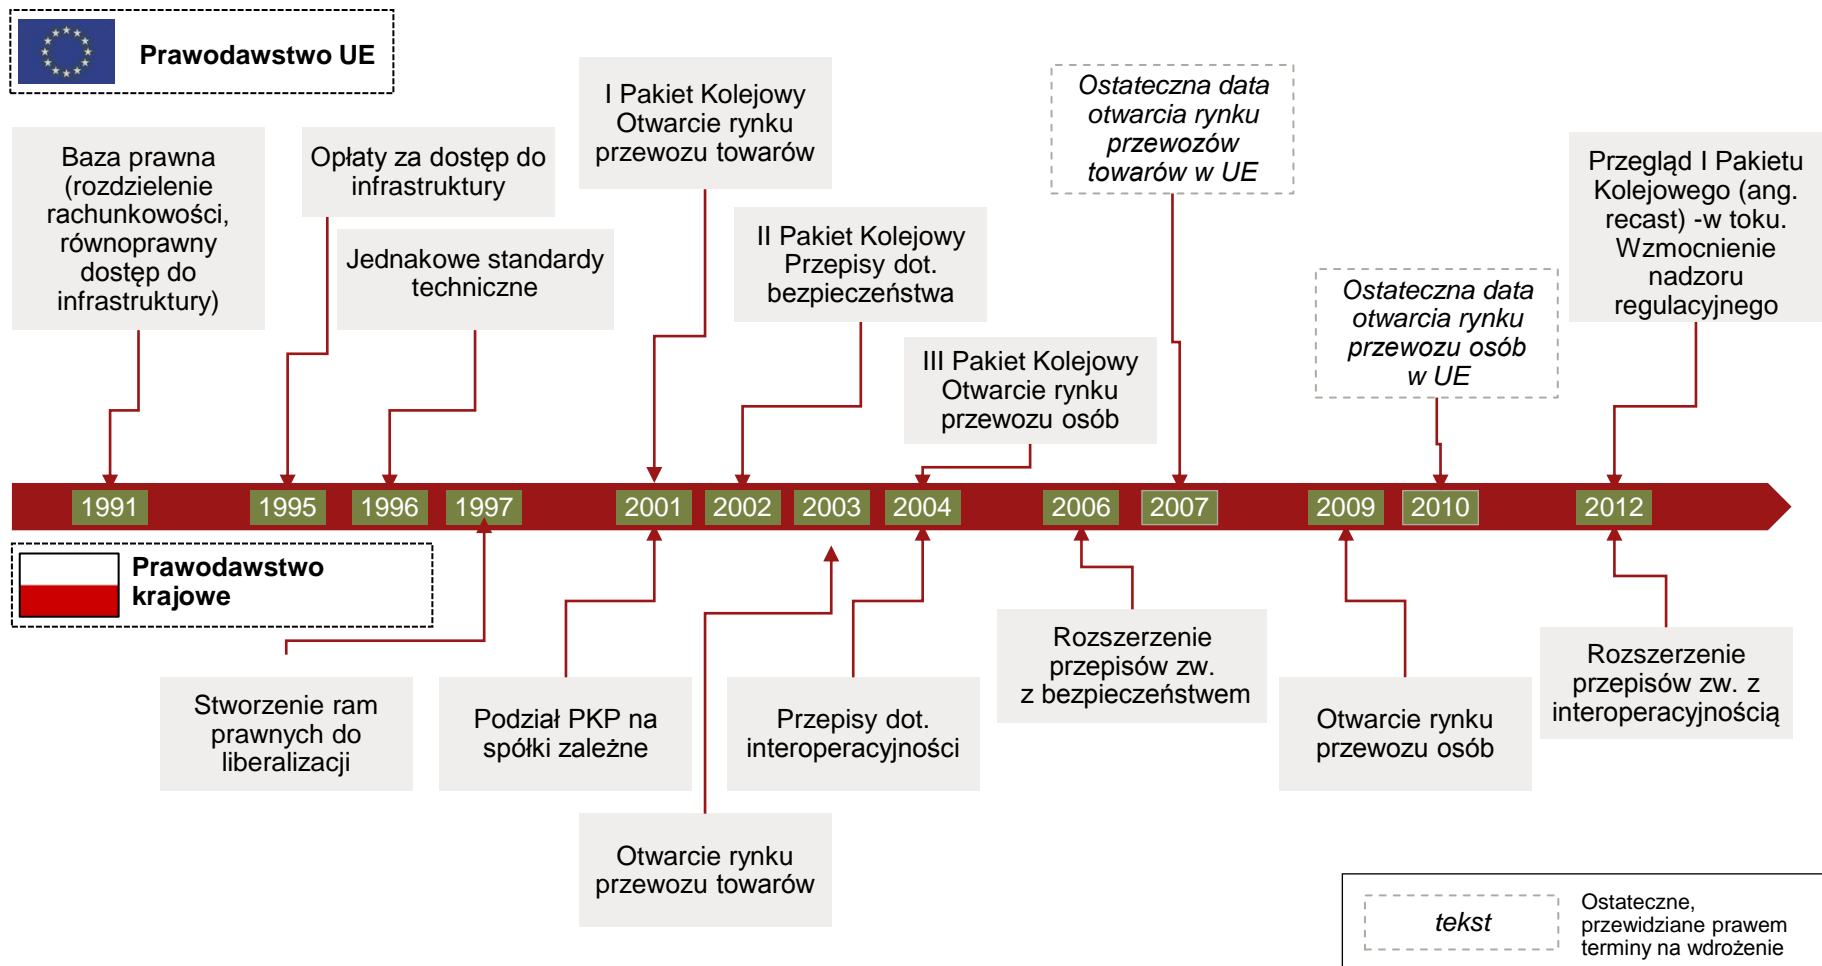 Prawodawstwo UE
Baza prawna
(rozdzielenie
rachunkowości,
równoprawny
dostęp do
infrastruktury)
Opłaty za dostęp do
infrastruktury
Jednakowe standardy
techniczne
I Pakiet Kolejowy
Otwarcie rynku
przewozu towarów
II Pakiet Kolejowy
Przepisy dot.
bezpieczeństwa
III Pakiet Kolejowy
Otwarcie rynku
przewozu osób
Ostateczna data
otwarcia rynku
przewozów
towarów w UE
Ostateczna data
otwarcia rynku
przewozu osób
w UE
Przegląd I Pakietu
Kolejowego (ang.
recast) -w toku.
Wzmocnienie
nadzoru
regulacyjnego
1991
1995
1996
1997
2001
2002
2003
2004
2006
2007
2009
2010
2012
Prawodawstwo
krajowe
Stworzenie ram
prawnych do
liberalizacji
Podział PKP na
spółki zależne
Otwarcie rynku
przewozu towarów
Przepisy dot.
interoperacyjności
Rozszerzenie
przepisów zw.
z bezpieczeństwem
Otwarcie rynku
przewozu osób
Rozszerzenie
przepisów zw. z
interoperacyjnością
tekst
Ostateczne,
przewidziane prawem
terminy na wdrożenie